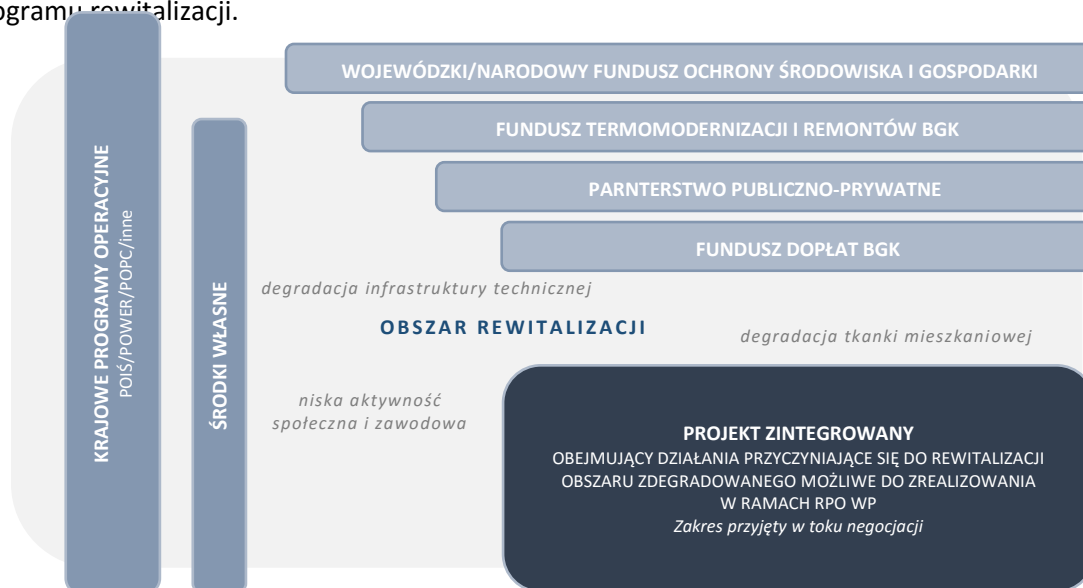 ogramu rewitalizacji.
WOJEWÓDZKI/NARODOWY FUNDUSZ OCHRONY ŚRODOWISKA I GOSPODARKI
FUNDUSZ TERMOMODERNIZACJI I REMONTÓW BGK
PARNTERSTWO PUBLICZNO-PRYWATNE
FUNDUSZ DOPŁAT BGK
KRAJOWE PROGRAMY OPERACYJNE
POIŚ/POWER/POPC/inne
ŚRODKI WŁASNE
degradacja infrastruktury technicznej
OBSZAR REWITALIZACJI
degradacja tkanki mieszkaniowej
niska aktywność
społeczna i zawodowa
PROJEKT ZINTEGROWANY
OBEJMUJĄCY DZIAŁANIA PRZYCZYNIAJĄCE SIĘ DO REWITALIZACJI
OBSZARU ZDEGRADOWANEGO MOŻLIWE DO ZREALIZOWANIA
W RAMACH RPO WP
Zakres przyjęty w toku negocjacji